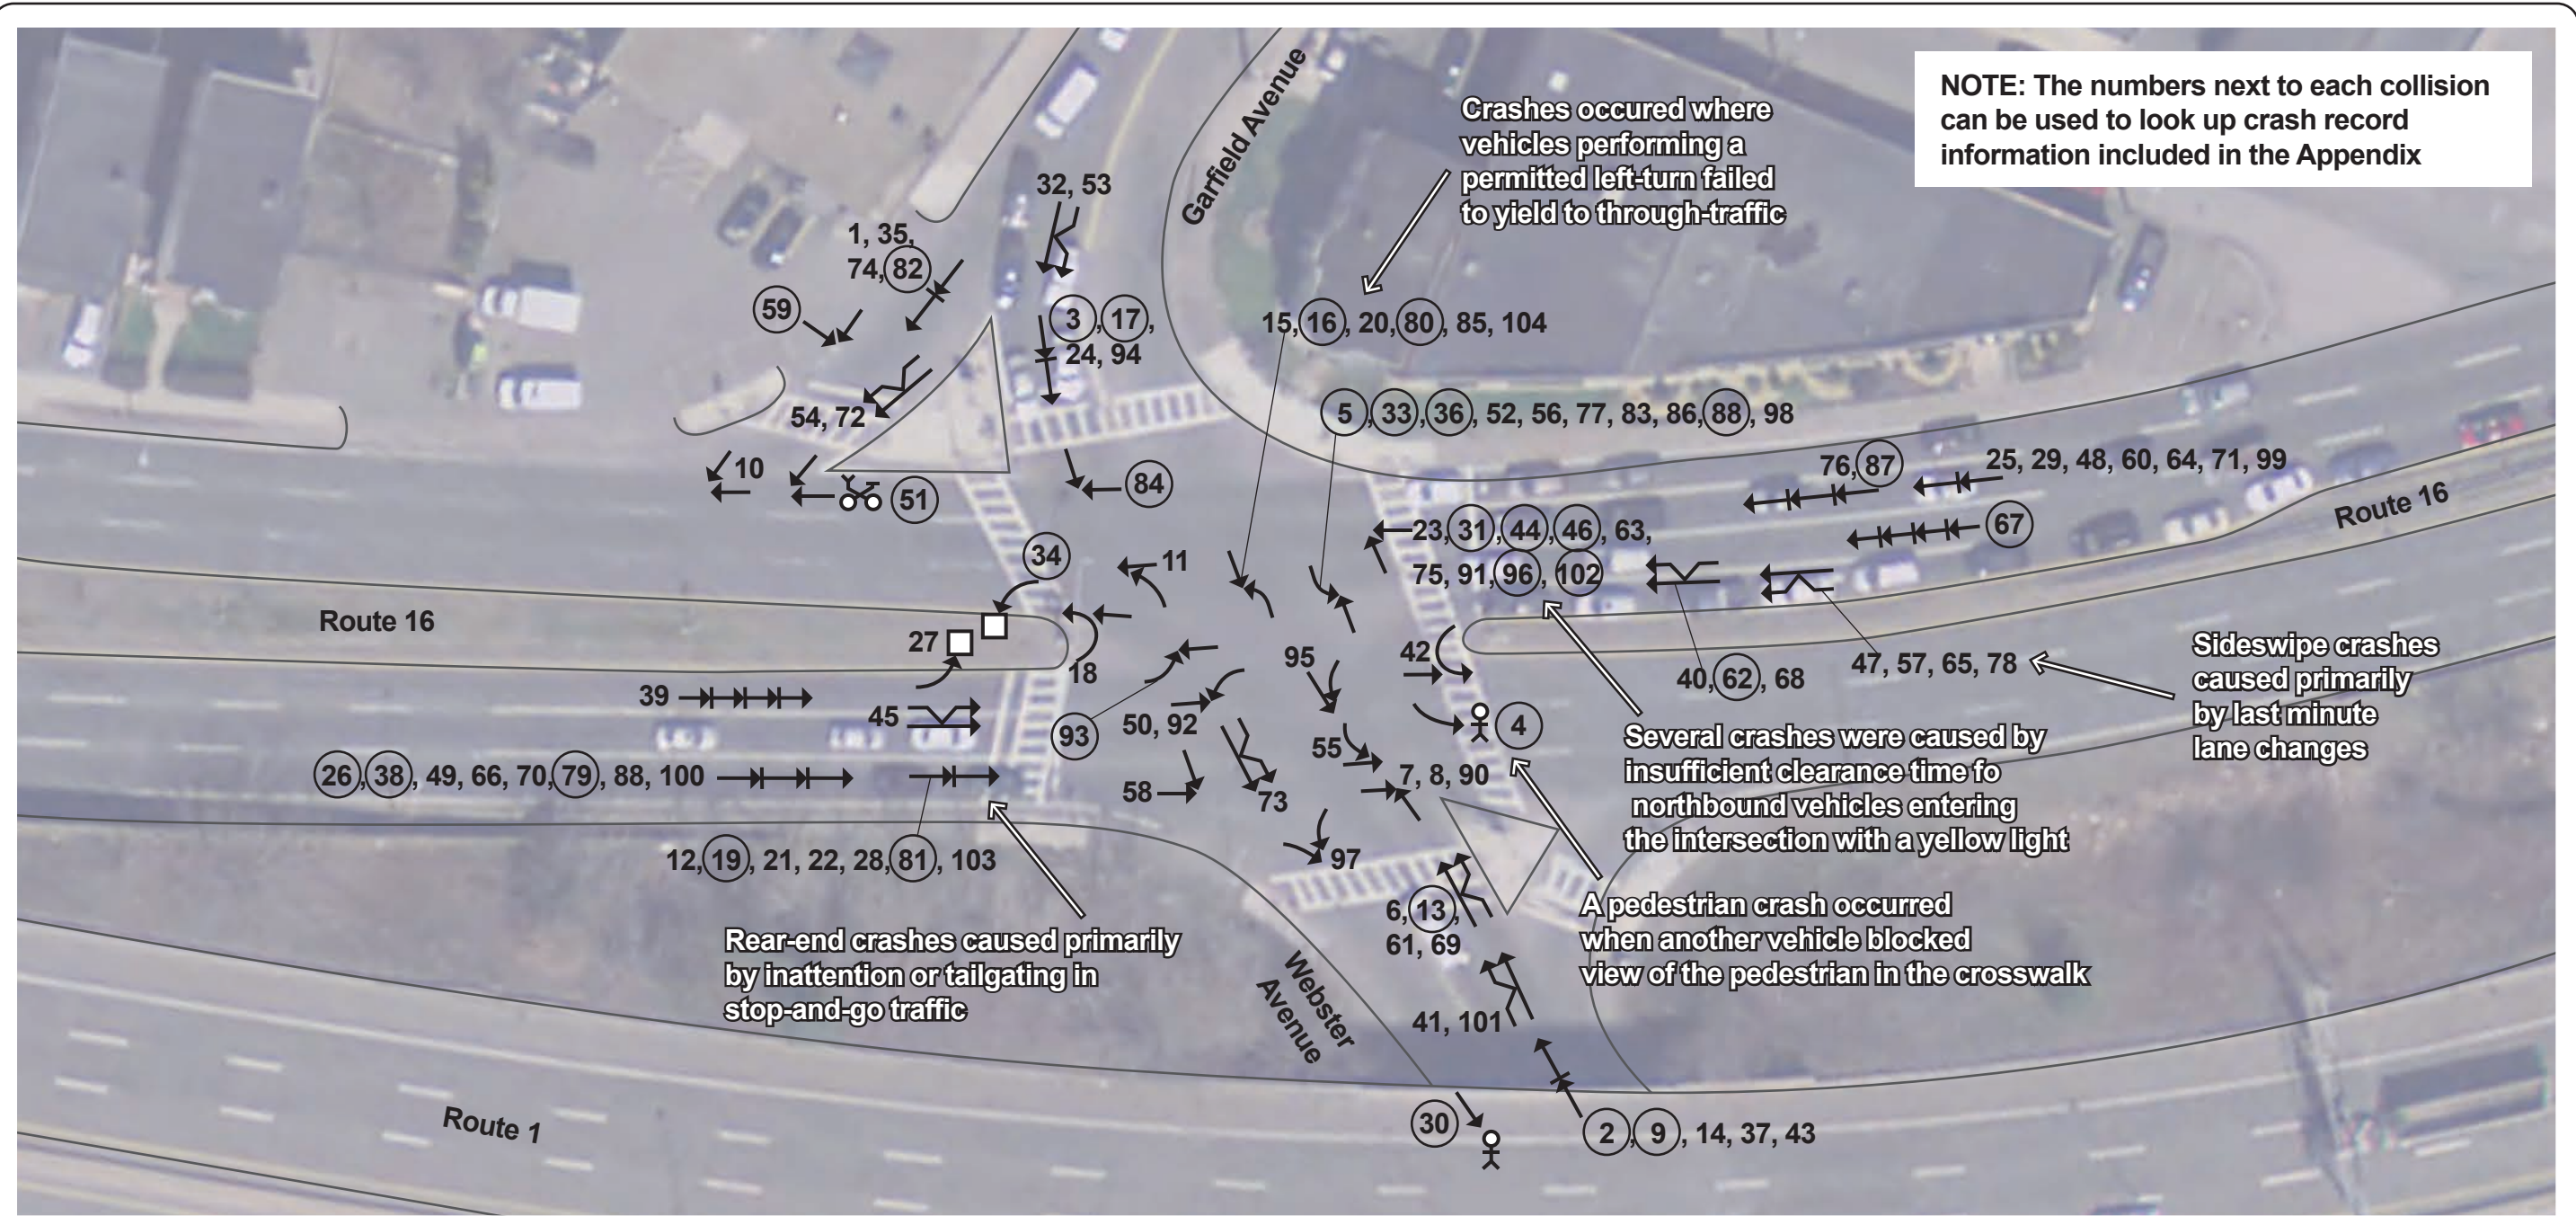 NOTE: The numbers next to each collision
can be used to look up crash record
information included in the Appendix
Garfield Avenue
Crashes occured where
vehicles performing a
permitted left-turn failed
to yield to through-traffic
32, 53
1, 35,
74, 82
59
3, 17,
24, 94
15, 16, 20, 80, 85, 104
54, 72
5, 33, 36, 52, 56, 77, 83, 86, 88, 98
10
51
84
76, 87
25, 29, 48, 60, 64, 71, 99
67
Route 16
23, 31, 44, 46, 63,
75, 91, 96, 102
34
11
Route 16
27
18
95
42
40, 62, 68
47, 57, 65, 78
Sideswipe crashes
caused primarily
by last minute
lane changes
39
45
93
50, 92
55
4
26, 38, 49, 66, 70, 79, 88, 100
58
73
7, 8, 90
Several crashes were caused by
insufficient clearance time fo
northbound vehicles entering
the intersection with a yellow light
12, 19, 21, 22, 28, 81, 103
97
6, 13,
61, 69
A pedestrian crash occurred
when another vehicle blocked
view of the pedestrian in the crosswalk
Rear-end crashes caused primarily
by inattention or tailgating in
stop-and-go traffic
Webster
Avenue
41, 101
Route 1
30
2, 9, 14, 37, 43